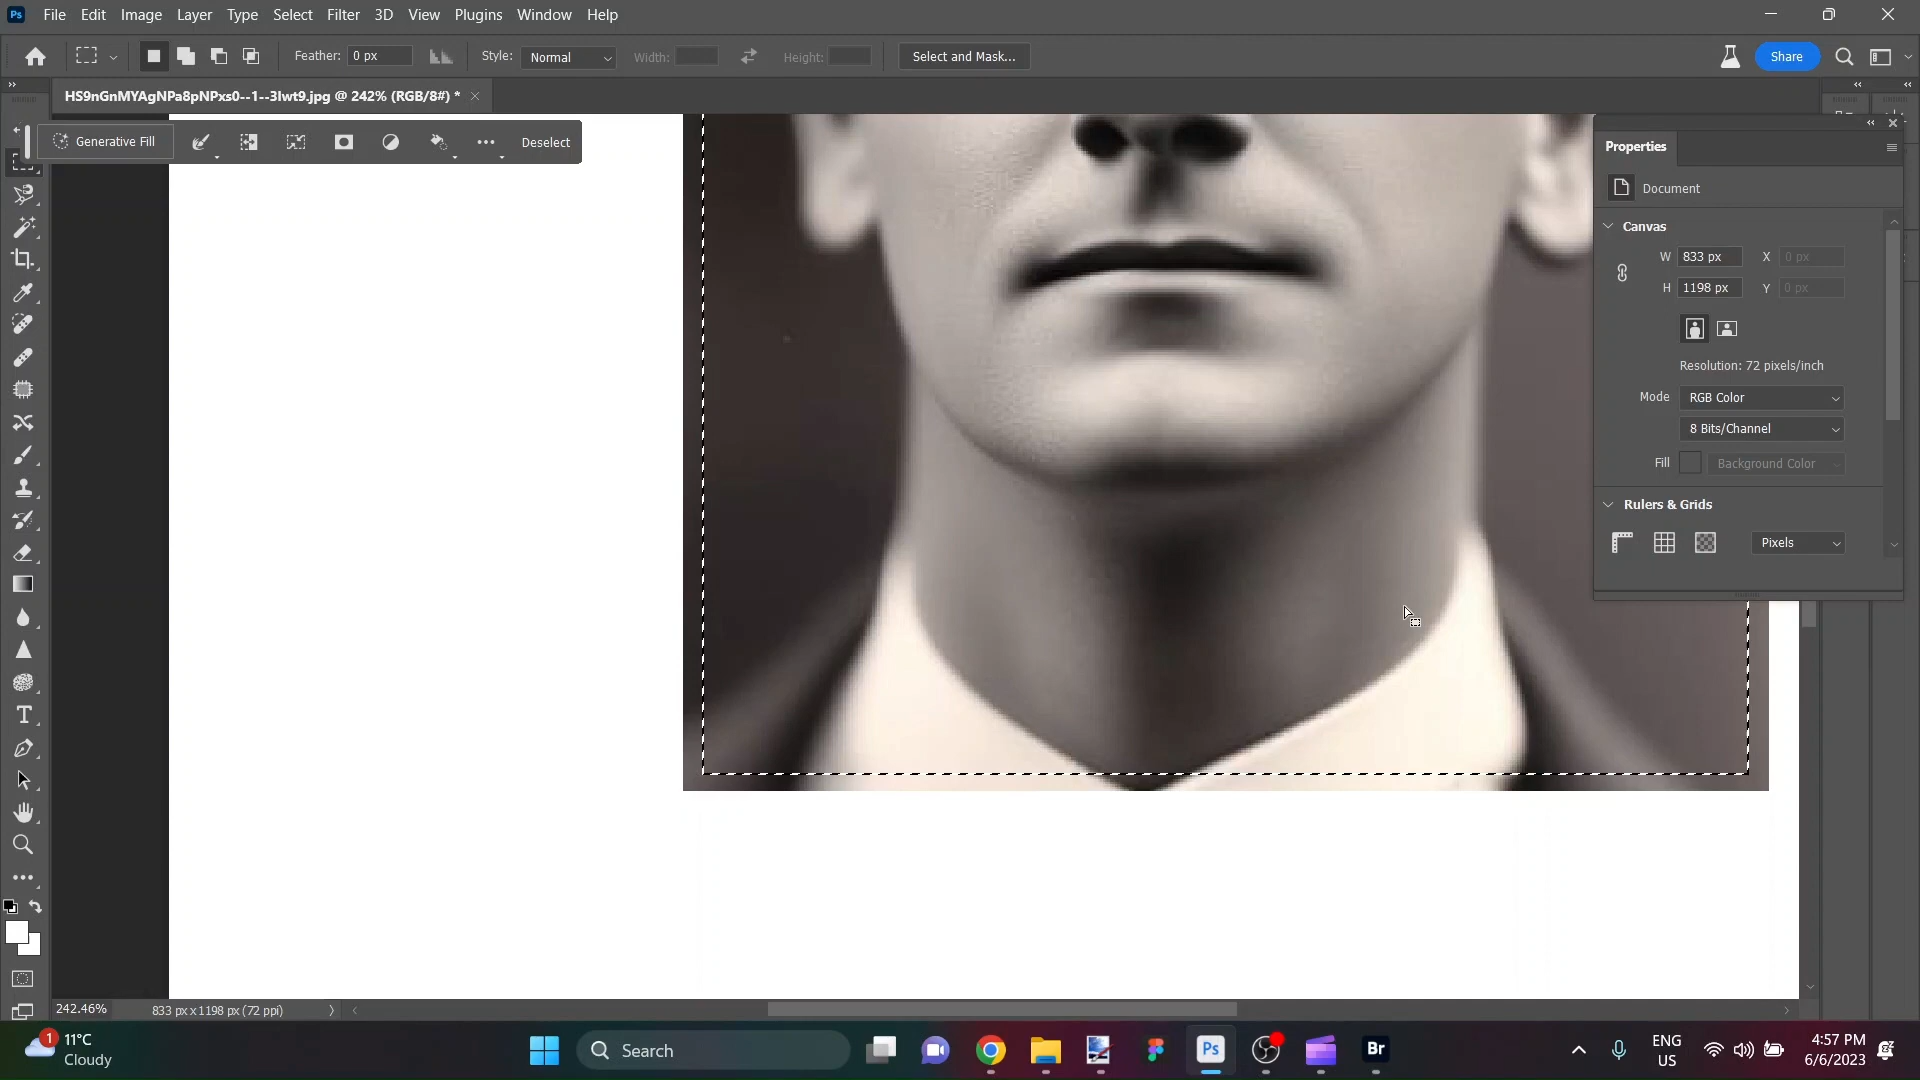 Ps File Edit Image Layer Type Select Filter 3D View Plugins Window Help
Feather: 0 px Style: Normal Width: Height: Select and Mask... Share
HS9nGnMYAgNPa8pNPxs0--1--3lwt9.jpg @ 242% (RGB/8#) *
Generative Fill Deselect
Properties
Document
Canvas
W 833 px X 0 px
H 1198 px Y 0 px
Resolution: 72 pixels/inch
Mode RGB Color
8 Bits/Channel
Fill Background Color
Rulers & Grids
Pixels
242.46% 833 px x 1198 px (72 ppi)
1 11°C
Cloudy
Search
Ps
Br
ENG
US
4:57 PM
6/6/2023